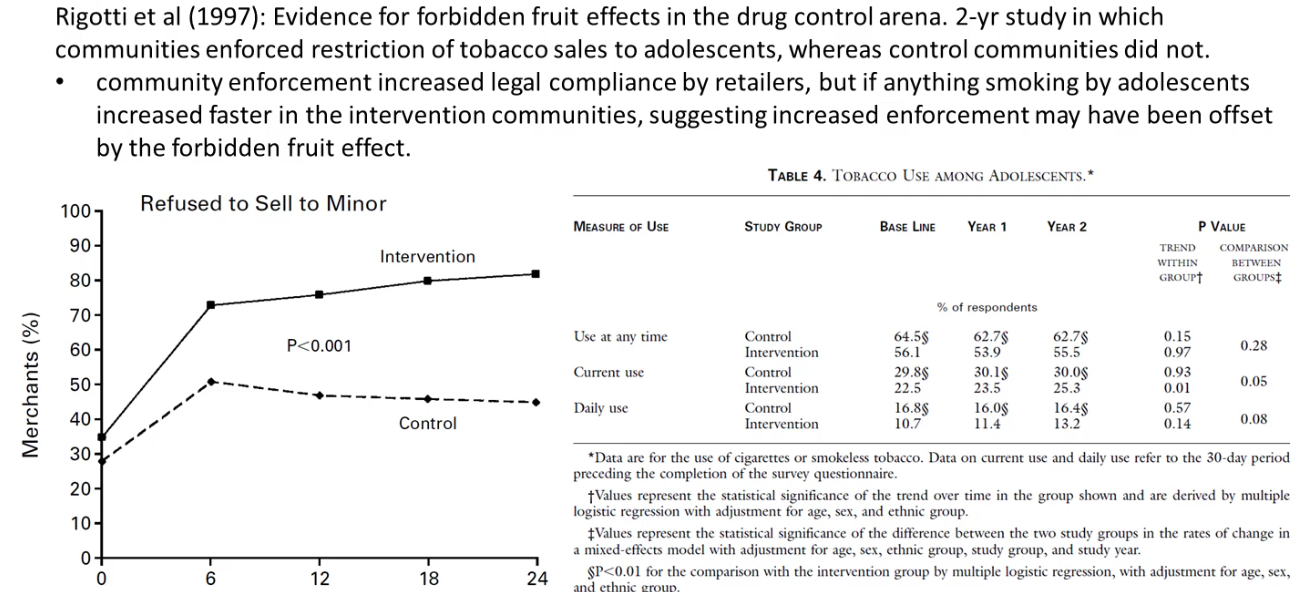 Rigotti et al (1997): Evidence for forbidden fruit effects in the drug control arena. 2-yr study in which
communities enforced restriction of tobacco sales to adolescents, whereas control communities did not.
• community enforcement increased legal compliance by retailers, but if anything smoking by adolescents
increased faster in the intervention communities, suggesting increased enforcement may have been offset
by the forbidden fruit effect.
Refused to Sell to Minor
Merchants (%)
100
90
80
70
60
50
40
30
20
10
0
Intervention
P<0.001
Control
0 6 12 18 24
TABLE 4. TOBACCO USE AMONG ADOLESCENTS.*
MEASURE OF USE STUDY GROUP BASE LINE YEAR 1 YEAR 2 P VALUE
TREND COMPARISON
WITHIN BETWEEN
GROUP† GROUPS‡
% of respondents
Use at any time Control 64.5§ 62.7§ 62.7§ 0.15
0.28
Intervention 56.1 53.9 55.5 0.97
Current use Control 29.8§ 30.1§ 30.0§ 0.93
0.05
Intervention 22.5 23.5 25.3 0.01
Daily use Control 16.8§ 16.0§ 16.4§ 0.57
0.08
Intervention 10.7 11.4 13.2 0.14
*Data are for the use of cigarettes or smokeless tobacco. Data on current use and daily use refer to the 30-day period
preceding the completion of the survey questionnaire.
†Values represent the statistical significance of the trend over time in the group shown and are derived by multiple
logistic regression with adjustment for age, sex, and ethnic group.
‡Values represent the statistical significance of the difference between the two study groups in the rates of change in
a mixed-effects model with adjustment for age, sex, ethnic group, study group, and study year.
§P<0.01 for the comparison with the intervention group by multiple logistic regression, with adjustment for age, sex,
and ethnic group.